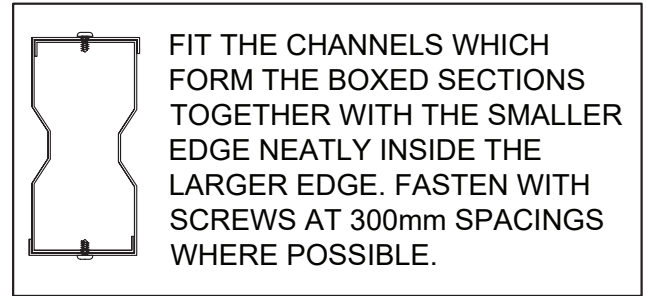 FIT THE CHANNELS WHICH
FORM THE BOXED SECTIONS
TOGETHER WITH THE SMALLER
EDGE NEATLY INSIDE THE
LARGER EDGE. FASTEN WITH
SCREWS AT 300mm SPACINGS
WHERE POSSIBLE.